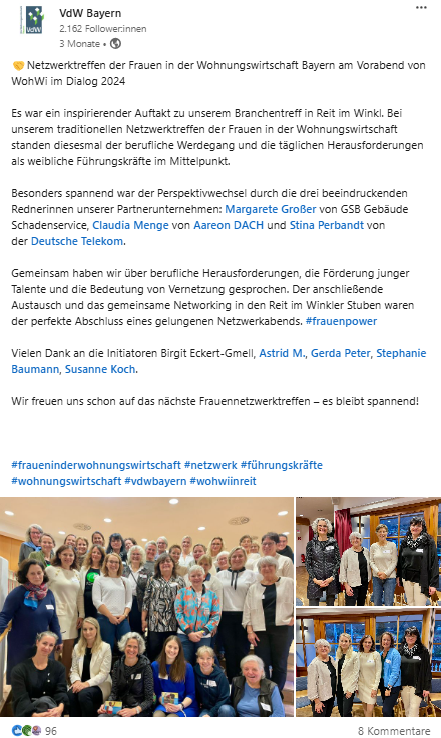 VdW
VdW Bayern
2.162 Follower:innen
3 Monate •
Netzwerktreffen der Frauen in der Wohnungswirtschaft Bayern am Vorabend von
WohWi im Dialog 2024
Es war ein inspirierender Auftakt zu unserem Branchentreff in Reit im Winkl. Bei
unserem traditionellen Netzwerktreffen der Frauen in der Wohnungswirtschaft
standen diesesmal der berufliche Werdegang und die täglichen Herausforderungen
als weibliche Führungskräfte im Mittelpunkt.
Besonders spannend war der Perspektivwechsel durch die drei beeindruckenden
Rednerinnen unserer Partnerunternehmen:: Margarete Großer von GSB Gebäude
Schadenservice, Claudia Menge von Aareon DACH und Stina Perbandt von
der Deutsche Telekom.
Gemeinsam haben wir über berufliche Herausforderungen, die Förderung junger
Talente und die Bedeutung von Vernetzung gesprochen. Der anschließende
Austausch und das gemeinsame Networking in den Reit im Winkler Stuben waren
der perfekte Abschluss eines gelungenen Netzwerkabends. #frauenpower
Vielen Dank an die Initiatoren Birgit Eckert-Gmell, Astrid M., Gerda Peter, Stephanie
Baumann, Susanne Koch.
Wir freuen uns schon auf das nächste Frauennetzwerktreffen – es bleibt spannend!
#fraueninderwohnungswirtschaft #netzwerk #führungskräfte
#wohnungswirtschaft #vdwbayern #wohwiinreit
96
8 Kommentare